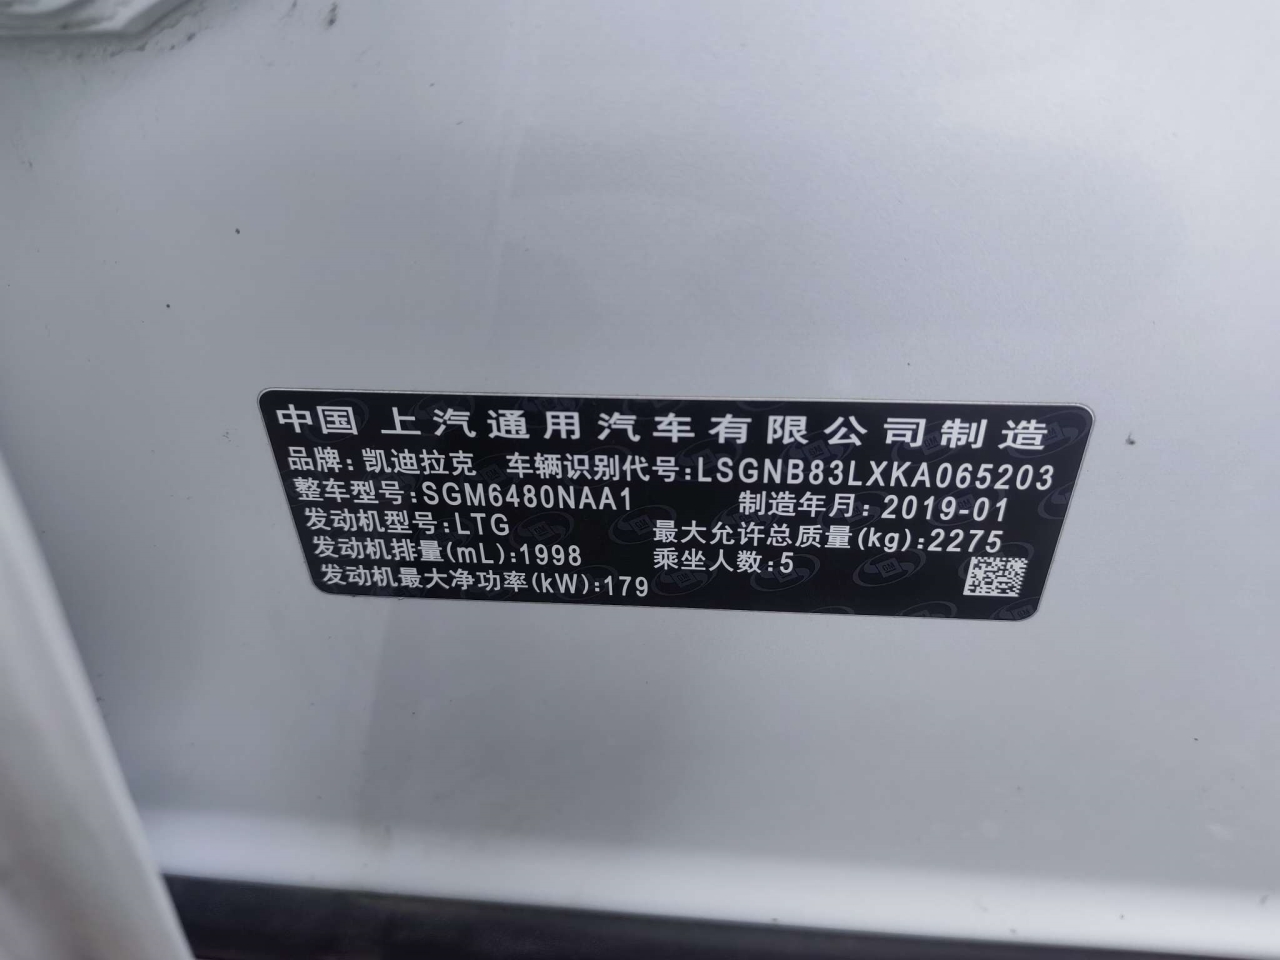 中国 上汽通用汽车有限公司制造
品牌: 凯迪拉克 车辆识别代号:LSGNB83LXKA065203
整车型号:SGM6480NAA1 制造年月: 2019-01
发动机型号:LTG 最大允许总质量(kg):2275
发动机排量(mL):1998 乘坐人数:5
发动机最大净功率(kW):179